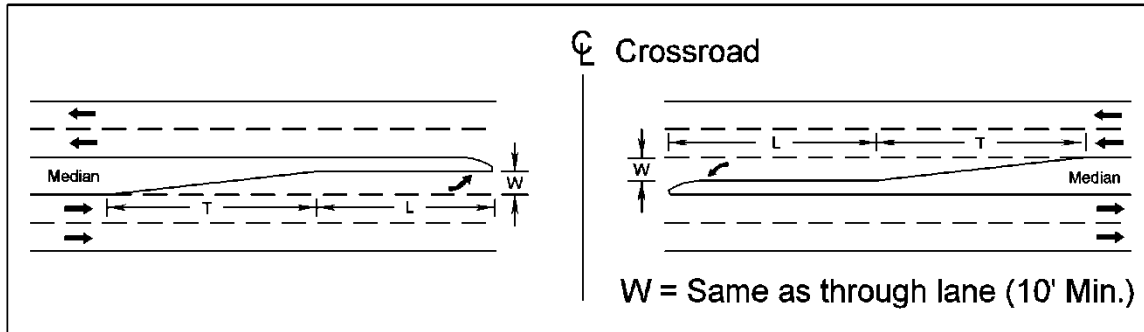 ℄ Crossroad
L
T
W
Median
Median
W
T
L
W = Same as through lane (10' Min.)